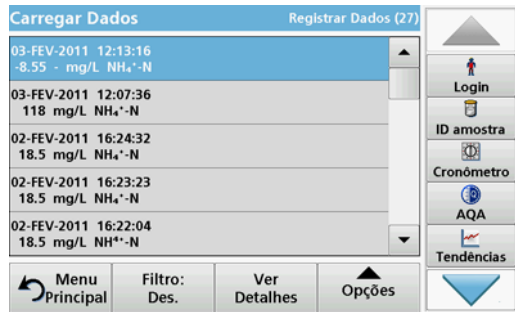 Carregar Dados Registrar Dados (27)
03-FEV-2011 12:13:16
-8.55 - mg/L NH₄⁺-N
03-FEV-2011 12:07:36
118 mg/L NH₄⁺-N
02-FEV-2011 16:24:32
18.5 mg/L NH₄⁺-N
02-FEV-2011 16:23:23
18.5 mg/L NH₄⁺-N
02-FEV-2011 16:22:04
18.5 mg/L NH⁴⁺-N
Menu
Principal
Filtro:
Des.
Ver
Detalhes
Opções
Login
ID amostra
Cronômetro
AQA
Tendências